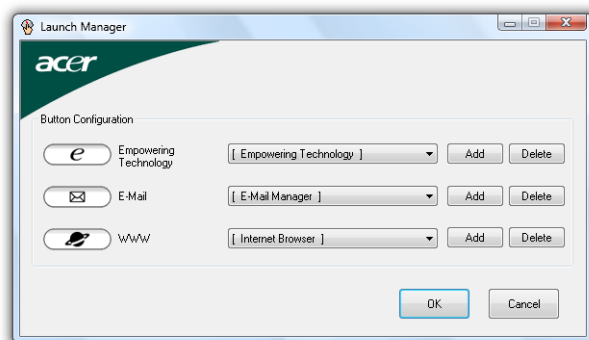 Launch Manager
acer
Button Configuration
e Empowering Technology [ Empowering Technology ] Add Delete
E-Mail [ E-Mail Manager ] Add Delete
WWW [ Internet Browser ] Add Delete
OK Cancel